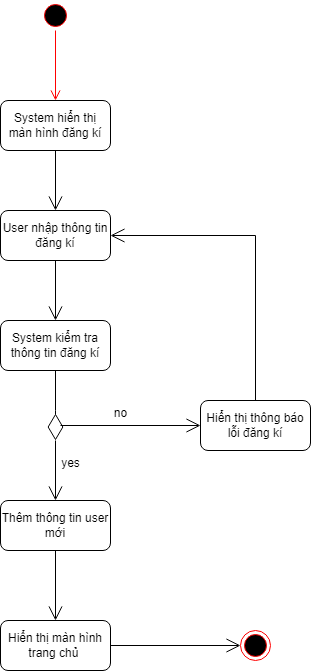 System hiển thị
màn hình đăng kí
User nhập thông tin
đăng kí
System kiểm tra
thông tin đăng kí
no
Hiển thị thông báo
lỗi đăng kí
yes
Thêm thông tin user
mới
Hiển thị màn hình
trang chủ